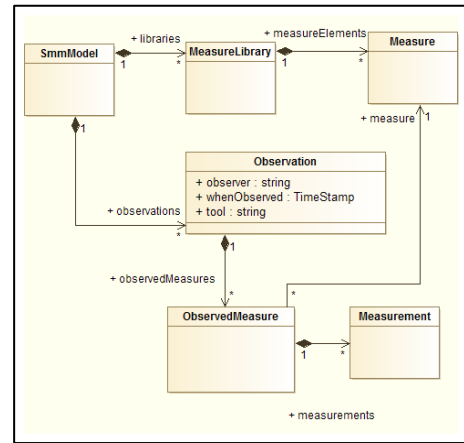 + libraries
+ measureElements
SmmModel
MeasureLibrary
Measure
1
*
1
*
1
+ measure
1
Observation
+ observer : string
+ whenObserved : TimeStamp
+ tool : string
+ observations
*
1
+ observedMeasures
*
*
ObservedMeasure
Measurement
1
*
+ measurements